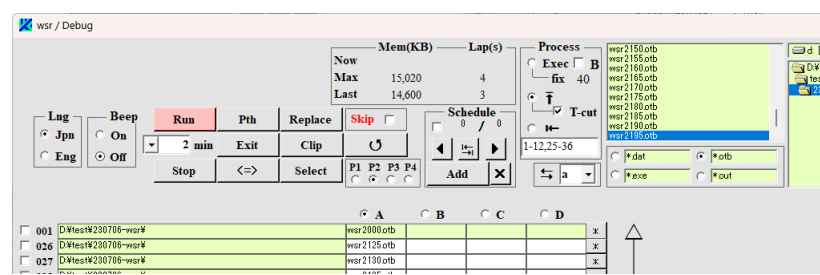 wsr / Debug
Mem(KB) Lap(s)
Now
Max 15,020 4
Last 14,600 3
Process
Exec B
fix 40
T
T-cut
1-12,25-36
a
wsr2150.otb
wsr2155.otb
wsr2160.otb
wsr2165.otb
wsr2170.otb
wsr2175.otb
wsr2180.otb
wsr2185.otb
wsr2190.otb
wsr2195.otb
d:
D:¥
23
*.dat *.otb
*.exe *.out
Lng Beep
Jpn On
Eng Off
Run Pth Replace Skip
2 min Exit Clip
Stop <=> Select
P1 P2 P3 P4
Schedule
0 / 0
Add
A B C D
001 D:¥test¥230706-wsr¥ wsr2000.otb x
026 D:¥test¥230706-wsr¥ wsr2125.otb x
027 D:¥test¥230706-wsr¥ wsr2130.otb x